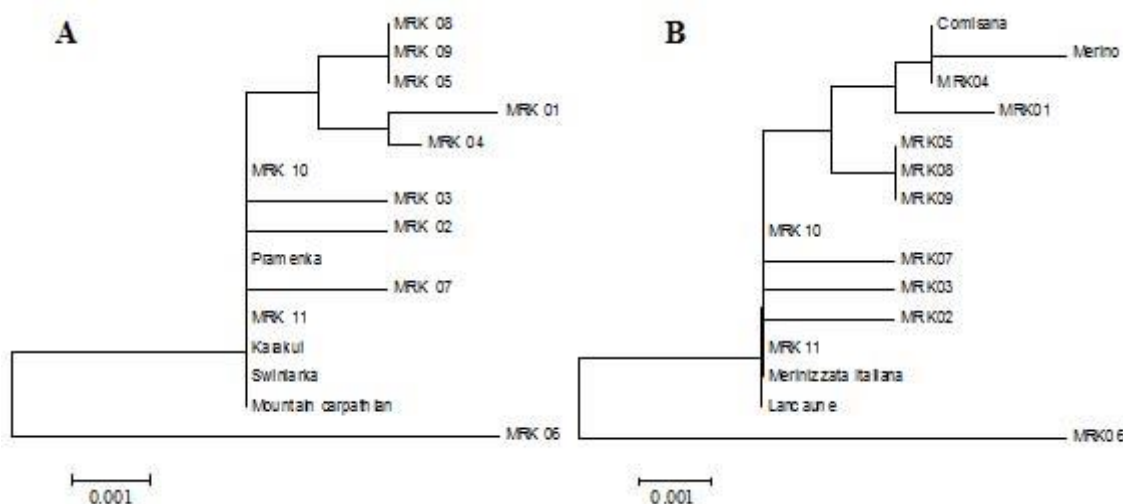 A
MRK 08
MRK 09
MRK 05
MRK 01
MRK 04
MRK 10
MRK 03
MRK 02
Pramenka
MRK 07
MRK 11
Karakul
Swiniarka
Mountain carpathian
MRK 06
0.001
B
Comisana
Merino
MRK04
MRK01
MRK05
MRK08
MRK09
MRK 10
MRK07
MRK03
MRK02
MRK 11
Merinizzata Italiana
Larcaune
MRK06
0.001